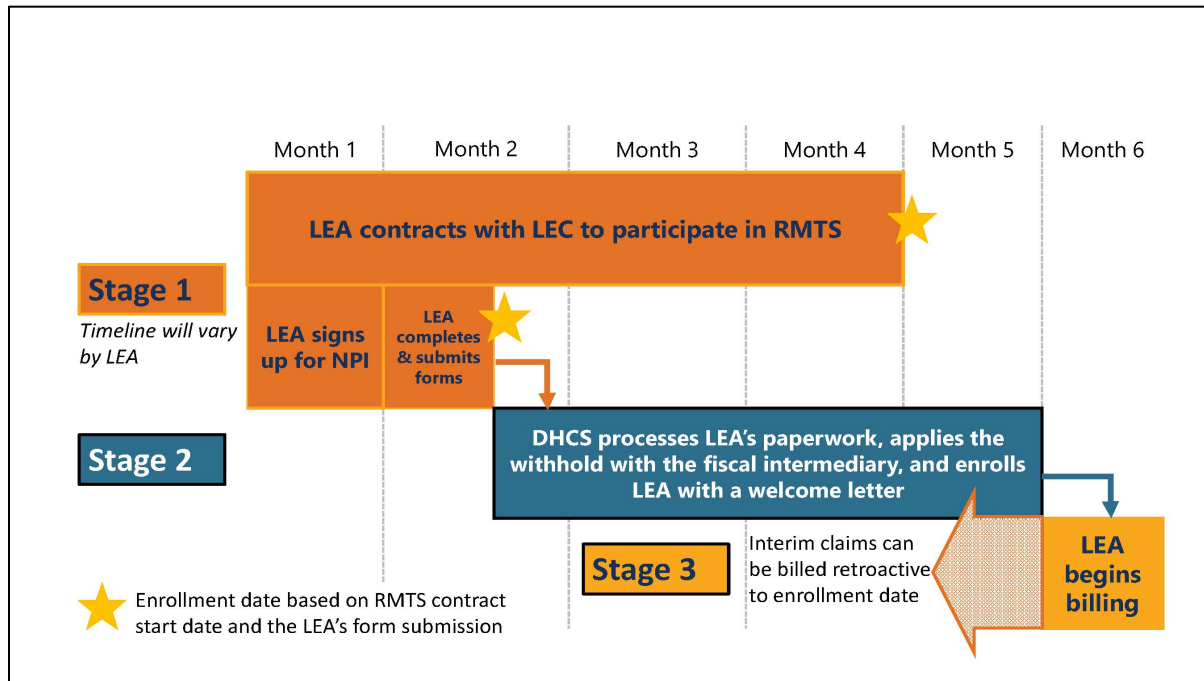 Month 1
Month 2
Month 3
Month 4
Month 5
Month 6
LEA contracts with LEC to participate in RMTS
Stage 1
Timeline will vary
by LEA
LEA signs
up for NPI
LEA
completes
& submits
forms
Stage 2
DHCS processes LEA’s paperwork, applies the
withhold with the fiscal intermediary, and enrolls
LEA with a welcome letter
Stage 3
Interim claims can
be billed retroactive
to enrollment date
LEA
begins
billing
Enrollment date based on RMTS contract
start date and the LEA’s form submission